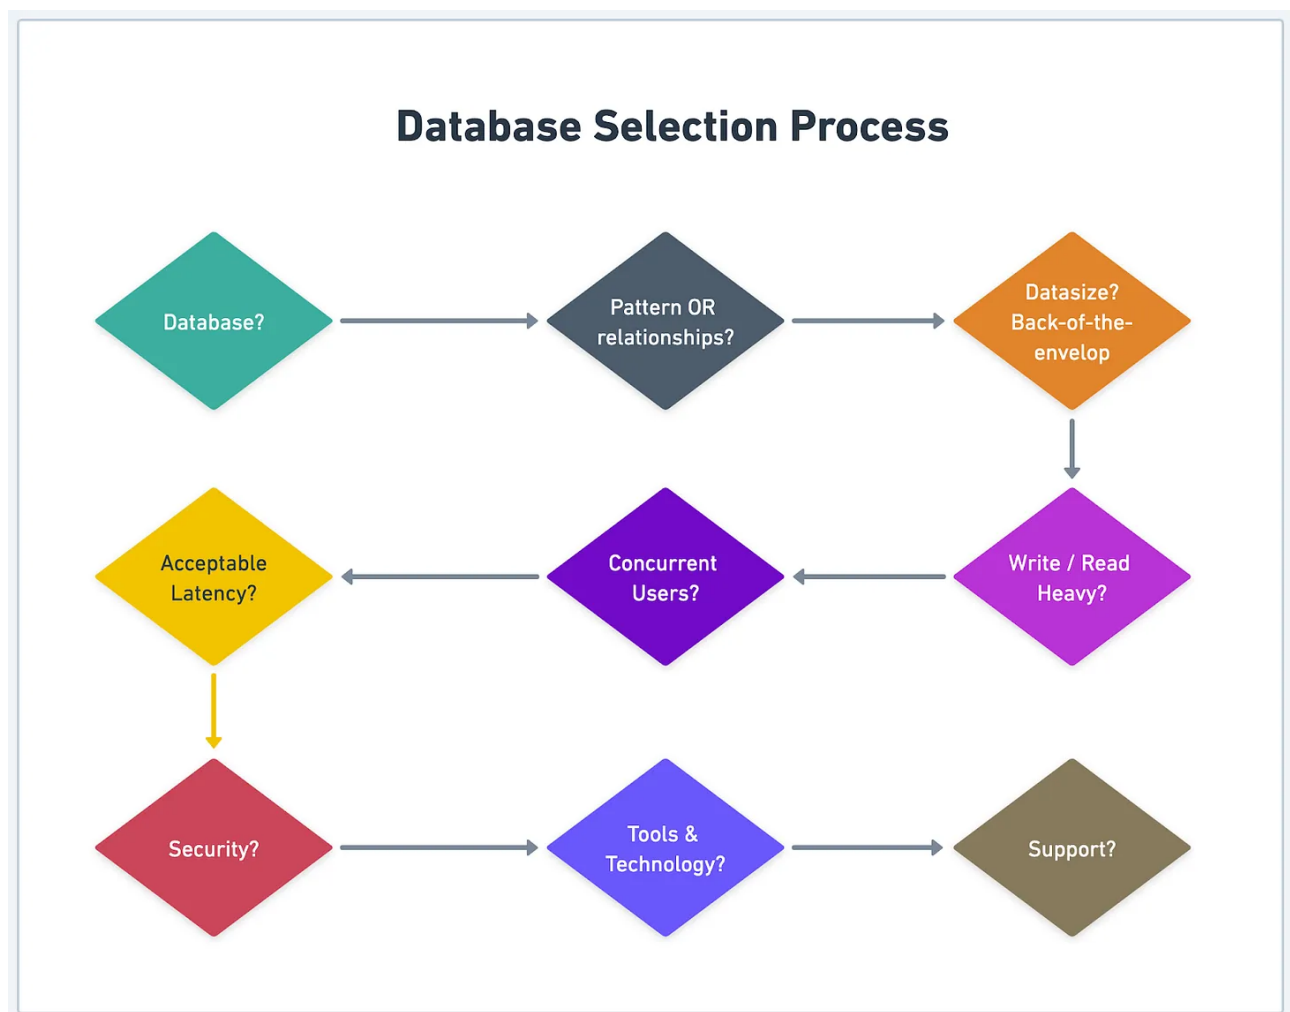 Database Selection Process
Database?
Pattern OR
relationships?
Datasize?
Back-of-the-
envelop
Acceptable
Latency?
Concurrent
Users?
Write / Read
Heavy?
Security?
Tools &
Technology?
Support?